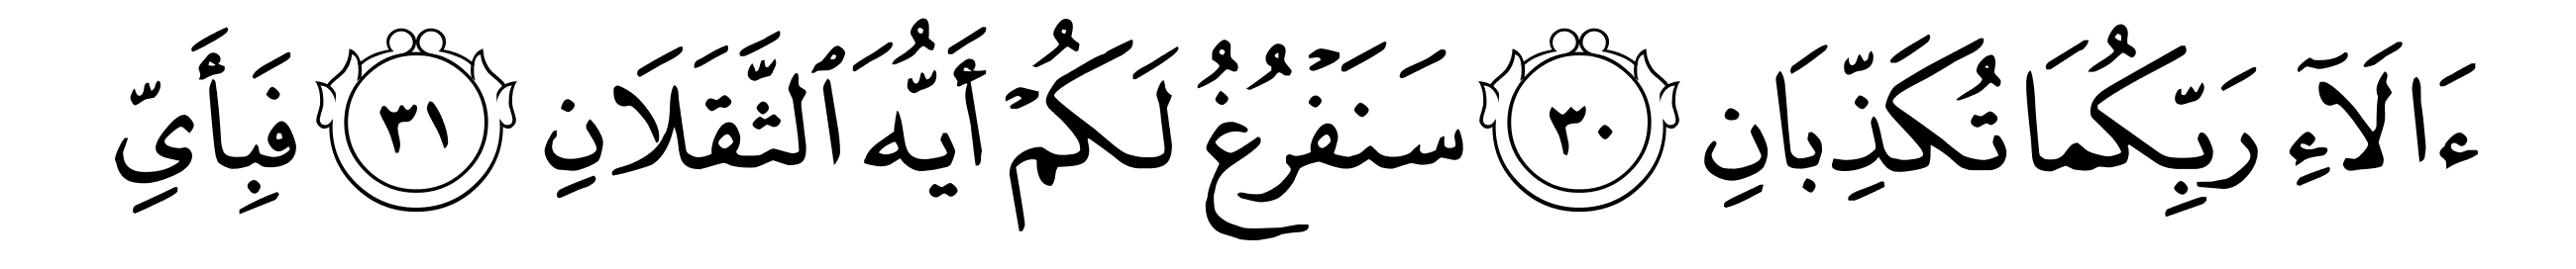 ءَالَآءِ رَبِّكُمَا تُكَذِّبَانِ ٣٠ سَنَفْرُغُ لَكُمْ أَيُّهَ ٱلثَّقَلَانِ ٣١ فَبِأَيِّ